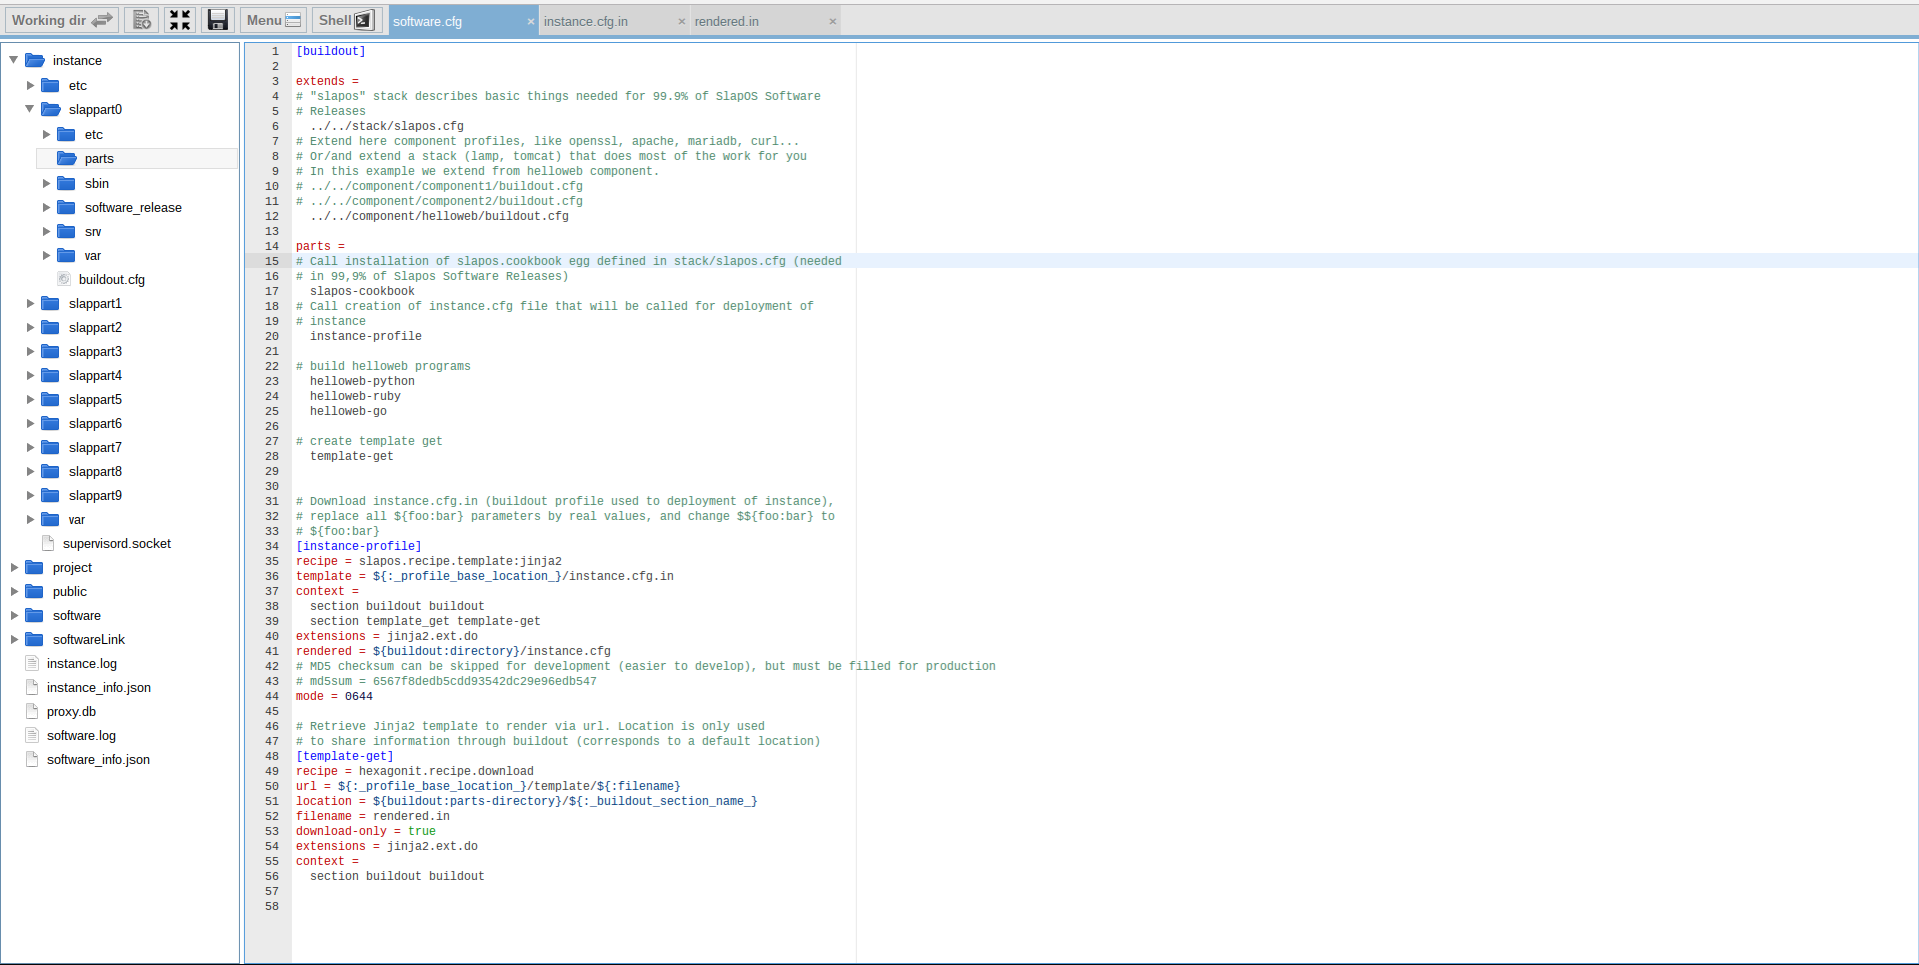 Working dir
Menu
Shell
software.cfg ×
instance.cfg.in ×
rendered.in ×
instance
etc
slappart0
etc
parts
sbin
software_release
srv
var
buildout.cfg
slappart1
slappart2
slappart3
slappart4
slappart5
slappart6
slappart7
slappart8
slappart9
var
supervisord.socket
project
public
software
softwareLink
instance.log
instance_info.json
proxy.db
software.log
software_info.json
1 [buildout]
2
3 extends =
4 # "slapos" stack describes basic things needed for 99.9% of SlapOS Software
5 # Releases
6 ../../stack/slapos.cfg
7 # Extend here component profiles, like openssl, apache, mariadb, curl...
8 # Or/and extend a stack (lamp, tomcat) that does most of the work for you
9 # In this example we extend from helloweb component.
10 # ../../component/component1/buildout.cfg
11 # ../../component/component2/buildout.cfg
12 ../../component/helloweb/buildout.cfg
13
14 parts =
15 # Call installation of slapos.cookbook egg defined in stack/slapos.cfg (needed
16 # in 99,9% of Slapos Software Releases)
17 slapos-cookbook
18 # Call creation of instance.cfg file that will be called for deployment of
19 # instance
20 instance-profile
21
22 # build helloweb programs
23 helloweb-python
24 helloweb-ruby
25 helloweb-go
26
27 # create template get
28 template-get
29
30
31 # Download instance.cfg.in (buildout profile used to deployment of instance),
32 # replace all ${foo:bar} parameters by real values, and change $${foo:bar} to
33 # ${foo:bar}
34 [instance-profile]
35 recipe = slapos.recipe.template:jinja2
36 template = ${:_profile_base_location_}/instance.cfg.in
37 context =
38 section buildout buildout
39 section template_get template-get
40 extensions = jinja2.ext.do
41 rendered = ${buildout:directory}/instance.cfg
42 # MD5 checksum can be skipped for development (easier to develop), but must be filled for production
43 # md5sum = 6567f8dedb5cdd93542dc29e96edb547
44 mode = 0644
45
46 # Retrieve Jinja2 template to render via url. Location is only used
47 # to share information through buildout (corresponds to a default location)
48 [template-get]
49 recipe = hexagonit.recipe.download
50 url = ${:_profile_base_location_}/template/${:filename}
51 location = ${buildout:parts-directory}/${:_buildout_section_name_}
52 filename = rendered.in
53 download-only = true
54 extensions = jinja2.ext.do
55 context =
56 section buildout buildout
57
58